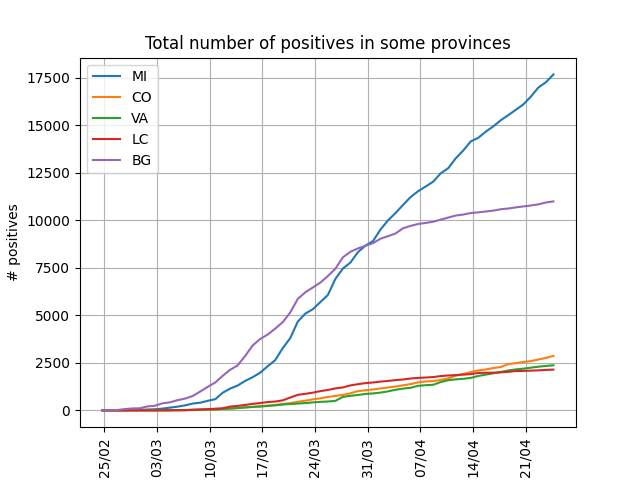 Total number of positives in some provinces
MI
CO
VA
LC
BG
# positives
17500
15000
12500
10000
7500
5000
2500
0
25/02
03/03
10/03
17/03
24/03
31/03
07/04
14/04
21/04